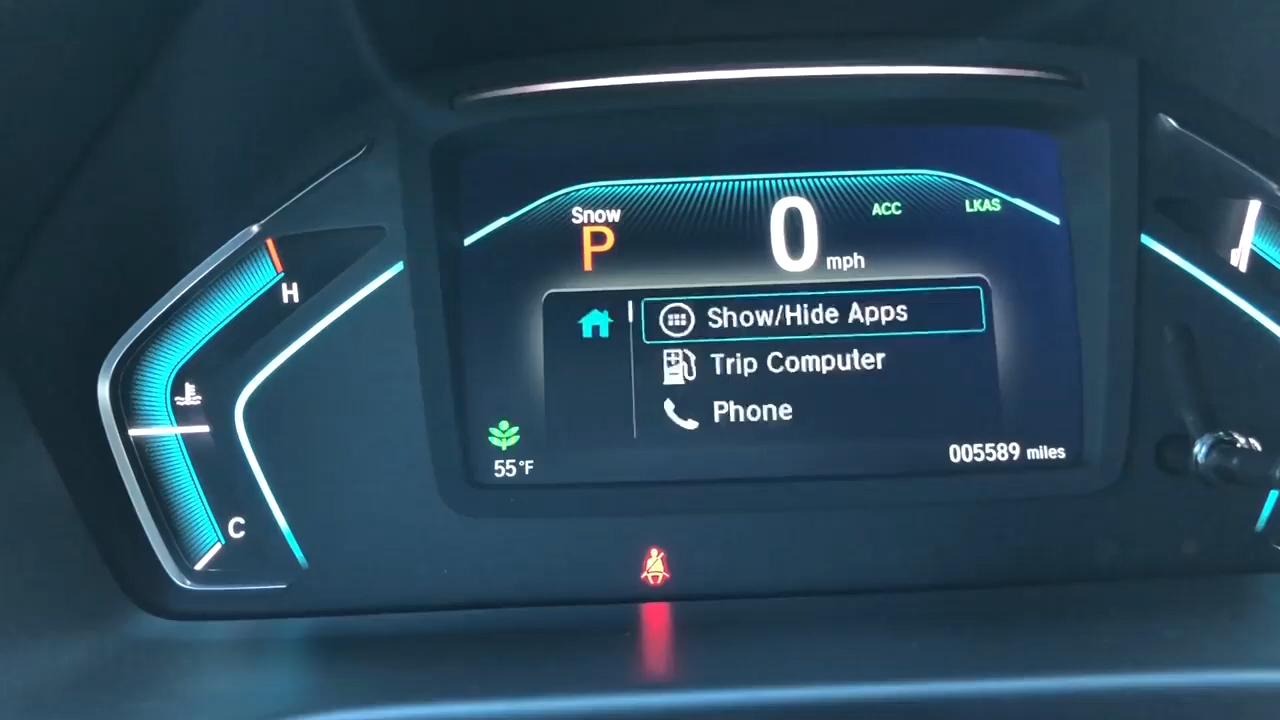 Snow
P
0 mph
ACC
LKAS
H
Show/Hide Apps
Trip Computer
Phone
55°F
005589 miles
C